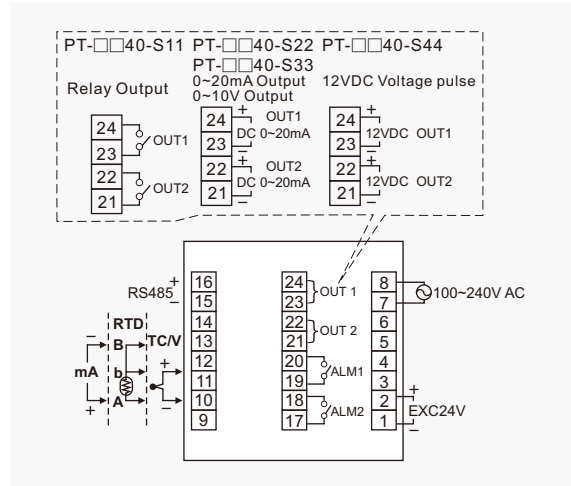 PT-□□40-S11 PT-□□40-S22 PT-□□40-S44
PT-□□40-S33
Relay Output
0~20mA Output
0~10V Output
12VDC Voltage pulse
24
23
22
21
OUT1
OUT2
24
23
22
21
+
OUT1
DC 0~20mA
−
+
OUT2
DC 0~20mA
−
24
23
22
21
+
12VDC OUT1
−
+
12VDC OUT2
−
RS485
+
−
16
15
14
13
12
11
10
9
24
23
22
21
20
19
18
17
OUT 1
OUT 2
ALM1
ALM2
8
7
6
5
4
3
2
1
100~240V AC
+
EXC24V
−
RTD
TC/V
mA
−
+
B
b
A
+
−